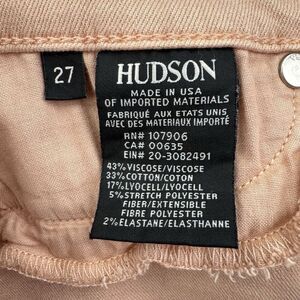 27
HUDSON
MADE IN USA
OF IMPORTED MATERIALS
FABRIQUÉ AUX ETATS UNIS
AVEC DES MATERIAUX IMPORTÉ
RN# 107906
CA# 00635
EIN# 20-3082491
43% VISCOSE/VISCOSE
33% COTTON/COTON
17% LYOCELL/LYOCELL
5% STRETCH POLYESTER
FIBER/EXTENSIBLE
FIBRE POLYESTER
2% ELASTANE/ELASTHANNE